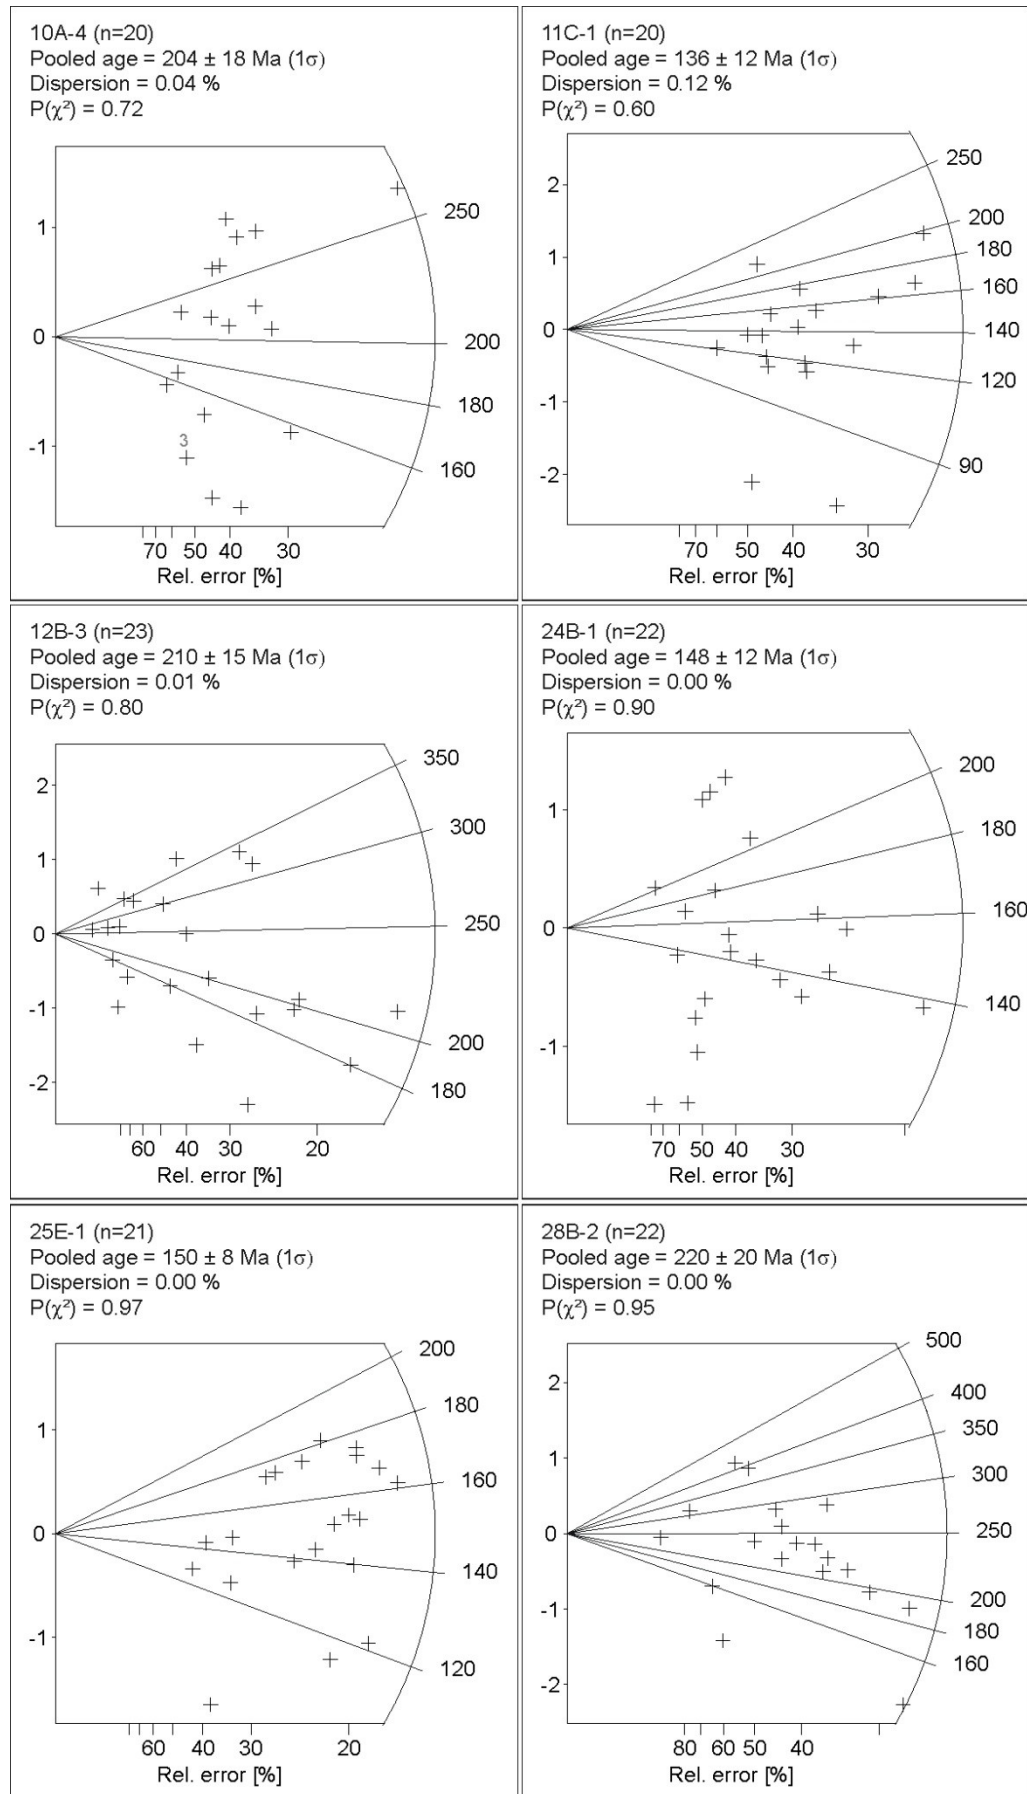 10A-4 (n=20)
Pooled age = 204 ± 18 Ma (1σ)
Dispersion = 0.04 %
P(χ²) = 0.72
1
0
-1
250
200
180
160
3
70 50 40 30
Rel. error [%]
11C-1 (n=20)
Pooled age = 136 ± 12 Ma (1σ)
Dispersion = 0.12 %
P(χ²) = 0.60
2
1
0
-1
-2
250
200
180
160
140
120
90
70 50 40 30
Rel. error [%]
12B-3 (n=23)
Pooled age = 210 ± 15 Ma (1σ)
Dispersion = 0.01 %
P(χ²) = 0.80
2
1
0
-1
-2
350
300
250
200
180
60 40 30 20
Rel. error [%]
24B-1 (n=22)
Pooled age = 148 ± 12 Ma (1σ)
Dispersion = 0.00 %
P(χ²) = 0.90
1
0
-1
200
180
160
140
70 50 40 30
Rel. error [%]
25E-1 (n=21)
Pooled age = 150 ± 8 Ma (1σ)
Dispersion = 0.00 %
P(χ²) = 0.97
1
0
-1
200
180
160
140
120
60 40 30 20
Rel. error [%]
28B-2 (n=22)
Pooled age = 220 ± 20 Ma (1σ)
Dispersion = 0.00 %
P(χ²) = 0.95
2
1
0
-1
-2
500
400
350
300
250
200
180
160
80 60 50 40
Rel. error [%]